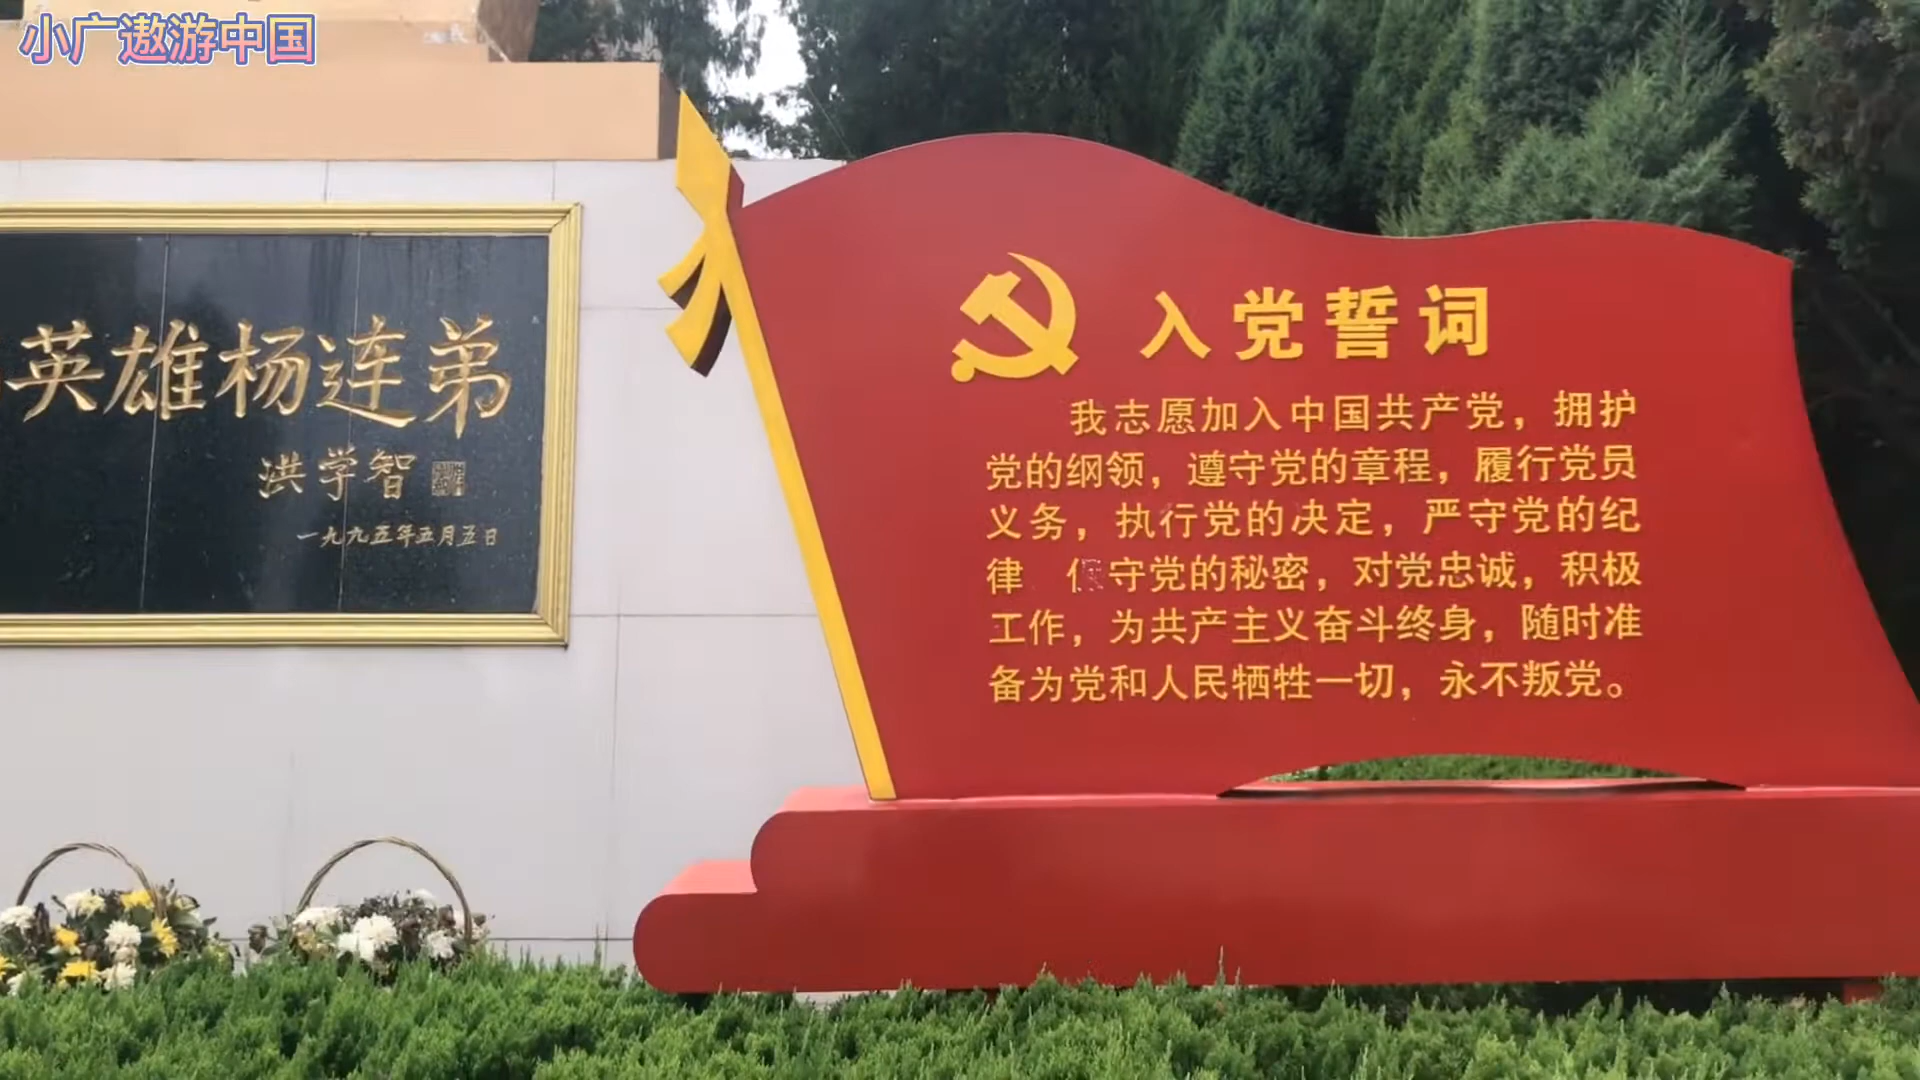 小广遨游中国
英雄杨连弟
洪学智
一九九五年五月五日
入党誓词
我志愿加入中国共产党，拥护
党的纲领，遵守党的章程，履行党员
义务，执行党的决定，严守党的纪
律 保守党的秘密，对党忠诚，积极
工作，为共产主义奋斗终身，随时准
备为党和人民牺牲一切，永不叛党。